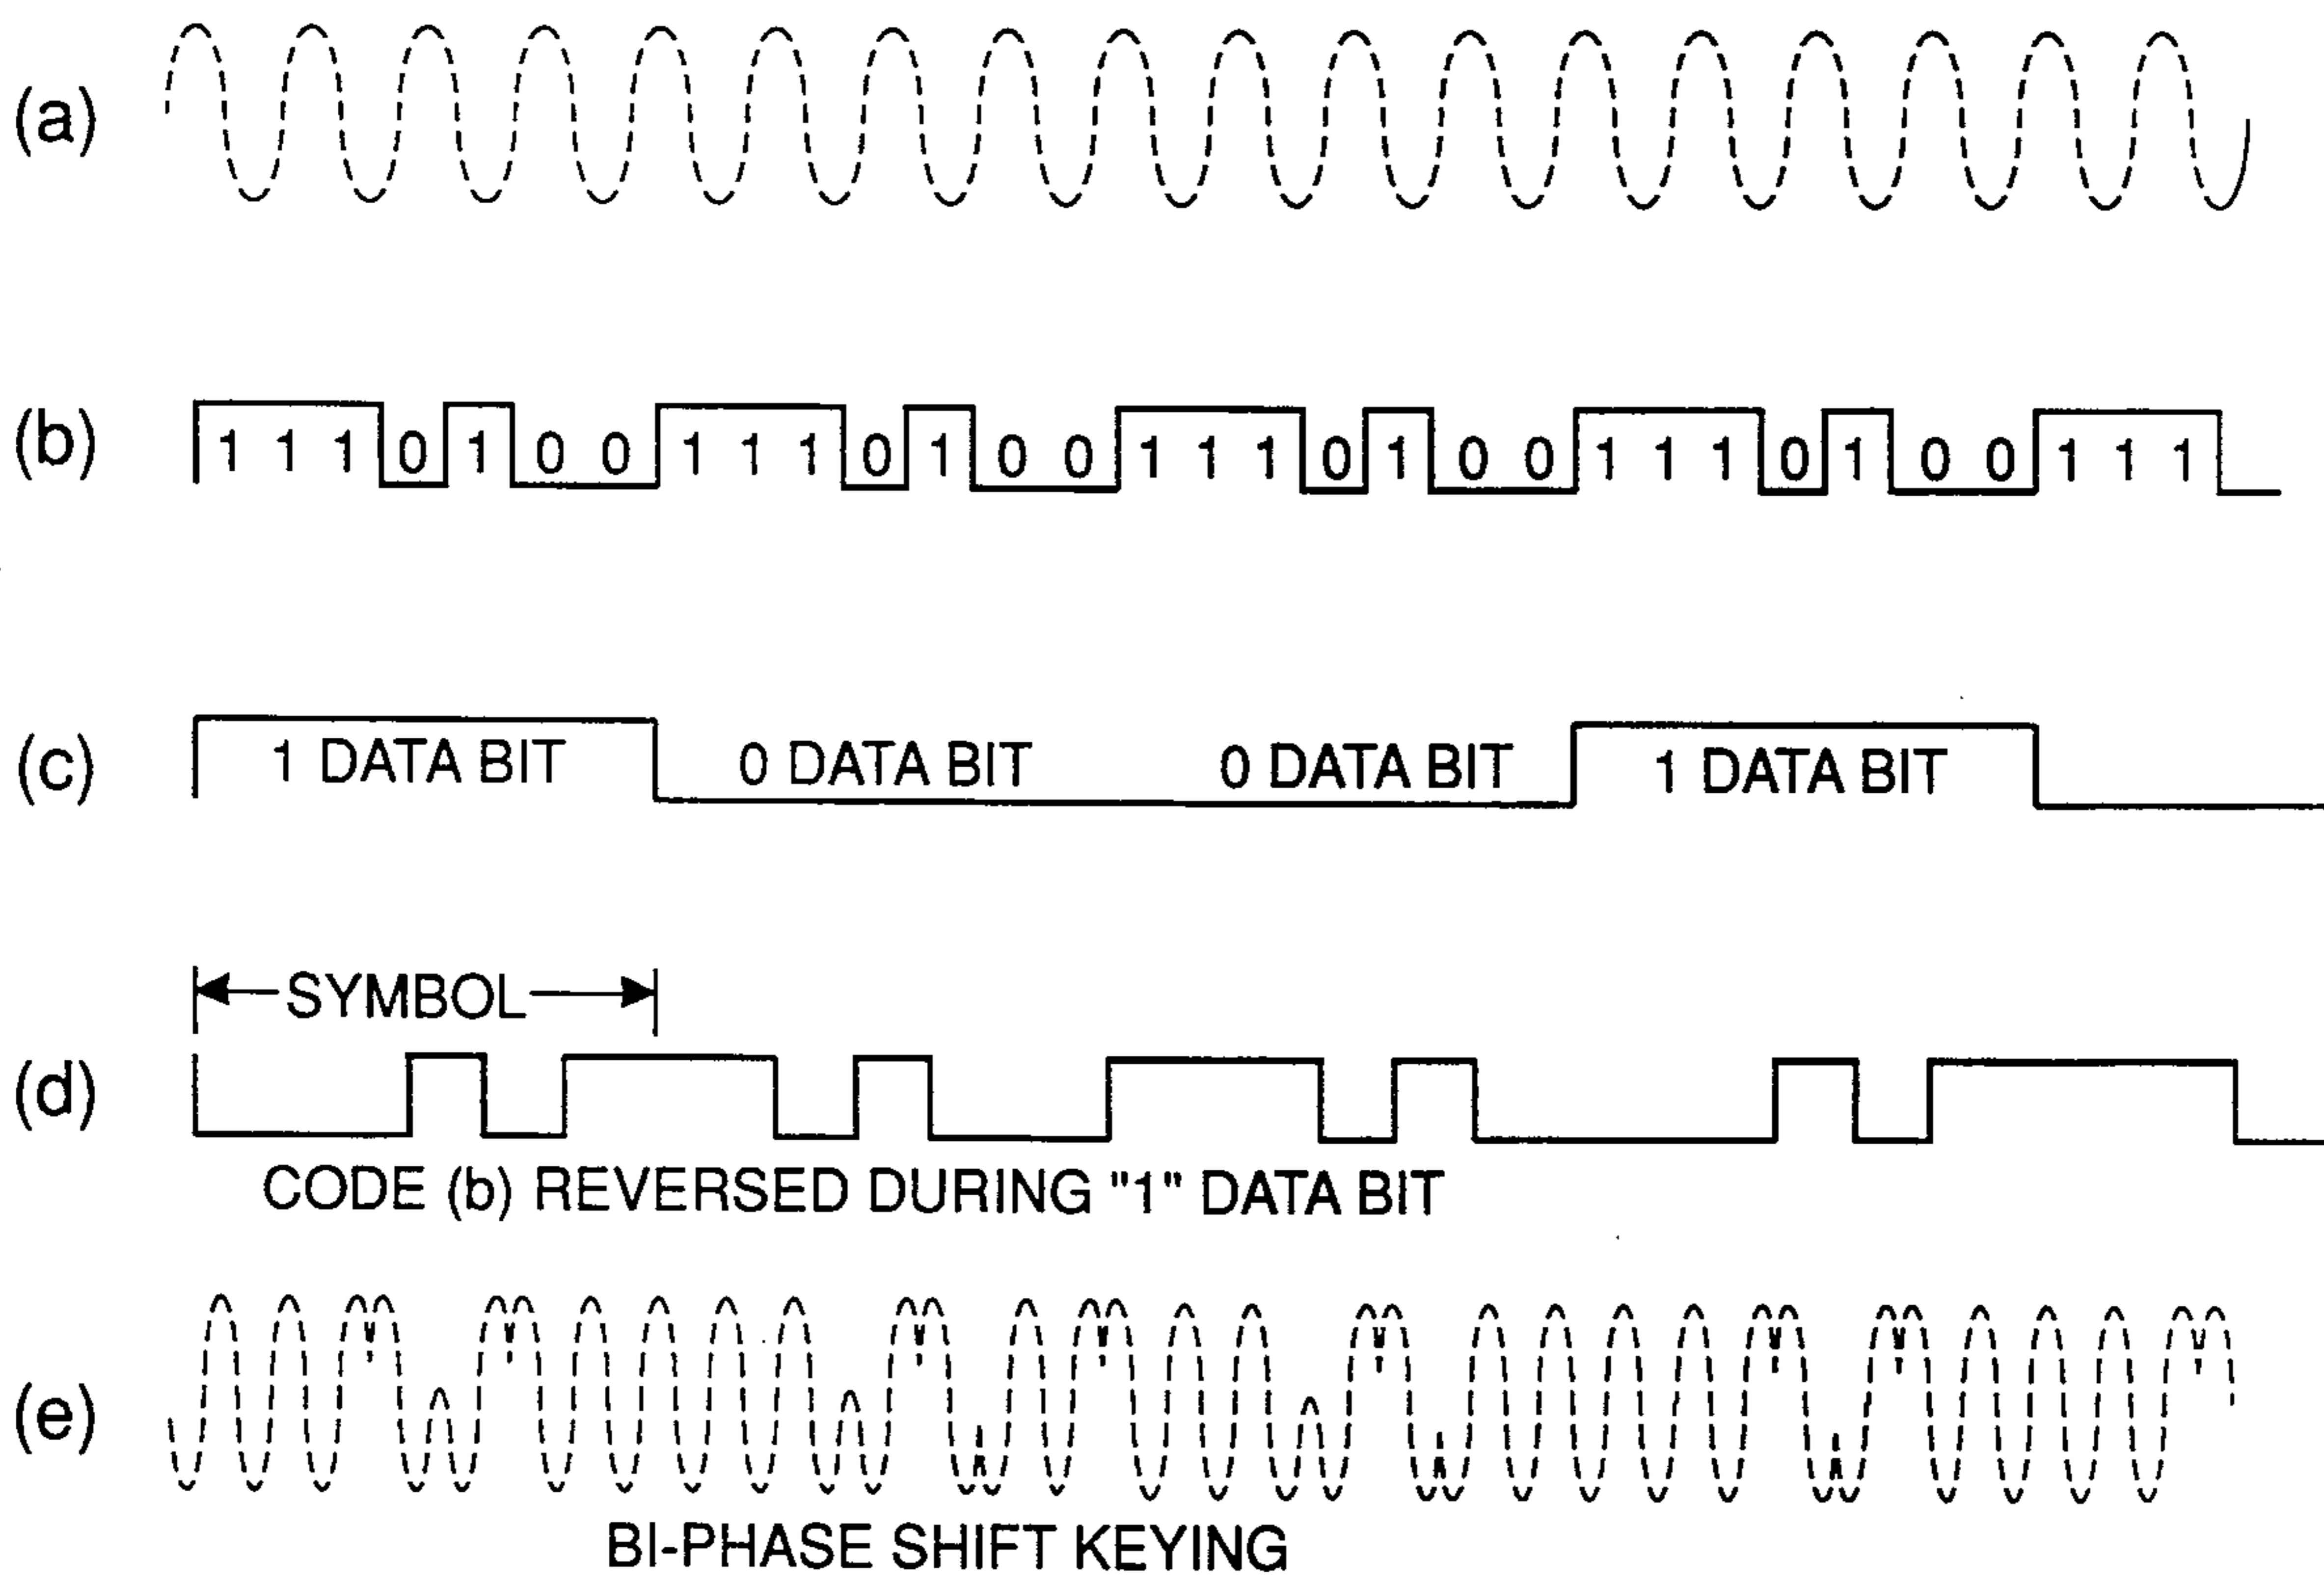 (a)
(b) 1 1 1 0 1 0 0 1 1 1 0 1 0 0 1 1 1 0 1 0 0 1 1 1 0 1 0 0 1 1 1
(c) 1 DATA BIT 0 DATA BIT 0 DATA BIT 1 DATA BIT
SYMBOL
(d)
CODE (b) REVERSED DURING "1" DATA BIT
(e)
BI-PHASE SHIFT KEYING